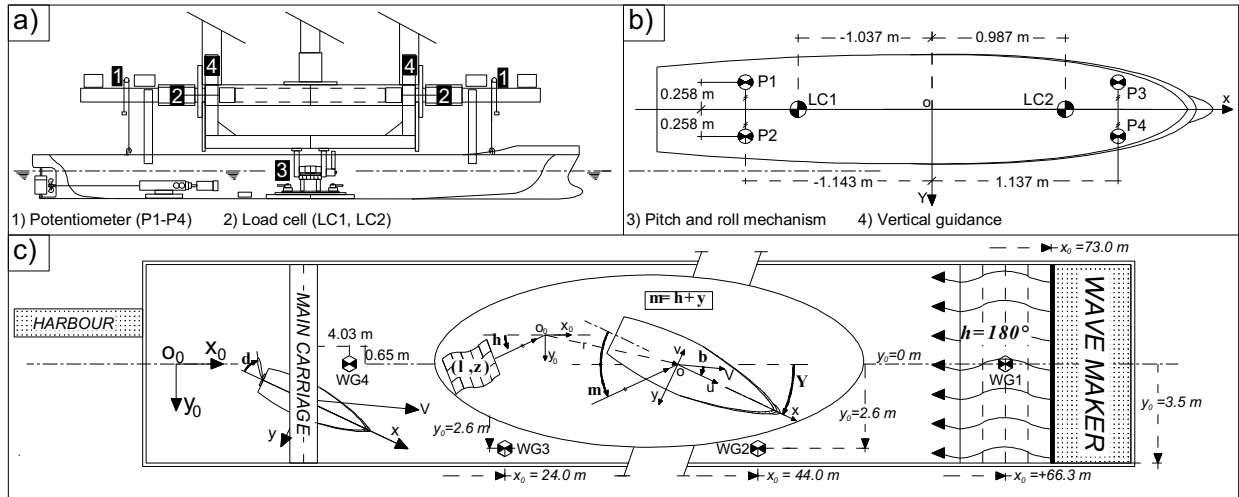 a)
1
4
4
1
2
2
3
1) Potentiometer (P1-P4) 2) Load cell (LC1, LC2)
b)
-1.037 m 0.987 m
P1 P3
0.258 m LC1 o LC2 x
0.258 m
P2 P4
-1.143 m 1.137 m
Y
3) Pitch and roll mechanism 4) Vertical guidance
c)
x₀ = 73.0 m
HARBOUR
m = h + y
h = 180°
4.03 m
0.65 m
WG4
o₀ x₀
y₀
d
MAIN CARRIAGE
V
x
y
o₀ x₀
h
y₀
(l ,z)
m
v
b
o
V
u
y
x
Y
y₀=0 m
WG1
WAVE MAKER
y₀ = 3.5 m
y₀=2.6 m
y₀ = 2.6 m
WG3 WG2
x₀ = 24.0 m x₀ = 44.0 m x₀ = +66.3 m